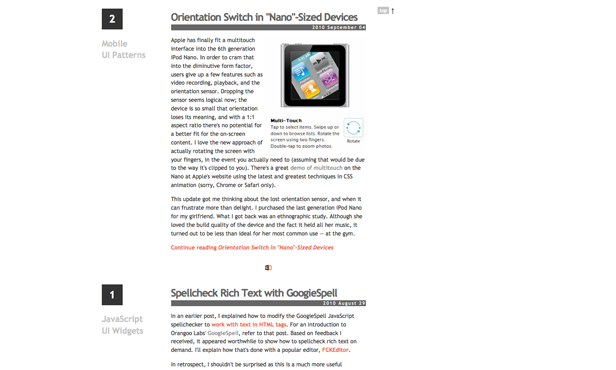 2
Orientation Switch in "Nano"-Sized Devices
top ↑
2010 September 04
Mobile
UI Patterns
Apple has finally fit a multitouch
interface into the 6th generation
iPod Nano. In order to cram that
into the diminutive form factor,
users give up a few features such as
video recording, playback, and the
orientation sensor. Dropping the
sensor seems logical now; the
device is so small that orientation
loses its meaning, and with a 1:1
aspect ratio there's no potential for
a better fit for the on-screen
content. I love the new approach of
actually rotating the screen with
your fingers, in the event you actually need to (assuming that would be due
to the way it's clipped to you). There's a great demo of multitouch on the
Nano at Apple's website using the latest and greatest techniques in CSS
animation (sorry, Chrome or Safari only).
Multi-Touch
Tap to select items. Swipe up or
down to browse lists. Rotate the
screen using two fingers.
Double-tap to zoom photos.
Rotate
This update got me thinking about the lost orientation sensor, and when it
can frustrate more than delight. I purchased the last generation iPod Nano
for my girlfriend. What I got back was an ethnographic study. Although she
loved the build quality of the device and the fact it held all her music, it
turned out to be less than ideal for her most common use — at the gym.
Continue reading Orientation Switch in "Nano"-Sized Devices
1
Spellcheck Rich Text with GoogieSpell
2010 August 29
JavaScript
UI Widgets
In an earlier post, I explained how to modify the GoogieSpell JavaScript
spellchecker to work with text in HTML tags. For an introduction to
Orangoo Labs' GoogieSpell, refer to that post. Based on feedback I
received, it appeared worthwhile to show how to spellcheck rich text on
demand. I'll explain how that's done with a popular editor, FCKEditor.
In retrospect, I shouldn't be surprised as this is a much more useful